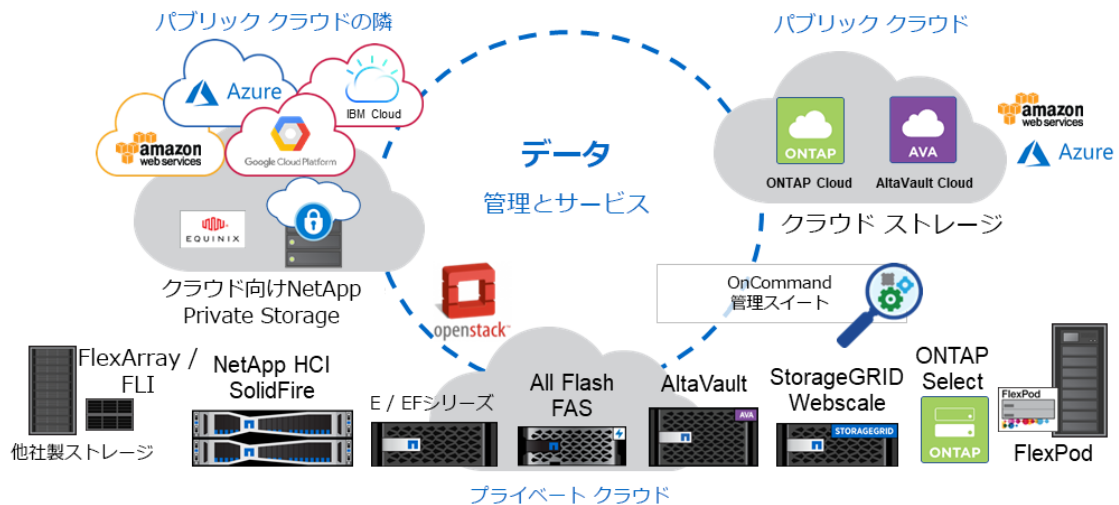 パブリック クラウドの隣
Azure
IBM Cloud
amazon
web services
Google Cloud Platform
EQUINIX
クラウド向けNetApp
Private Storage
データ
管理とサービス
パブリック クラウド
ONTAP
AVA
ONTAP Cloud
AltaVault Cloud
amazon
web services
Azure
クラウド ストレージ
openstack™
OnCommand
管理スイート
FlexArray /
FLI
他社製ストレージ
NetApp HCI
SolidFire
E / EFシリーズ
All Flash
FAS
AltaVault
AVA
StorageGRID
Webscale
STORAGEGRID
ONTAP
Select
ONTAP
FlexPod
FlexPod
プライベート クラウド